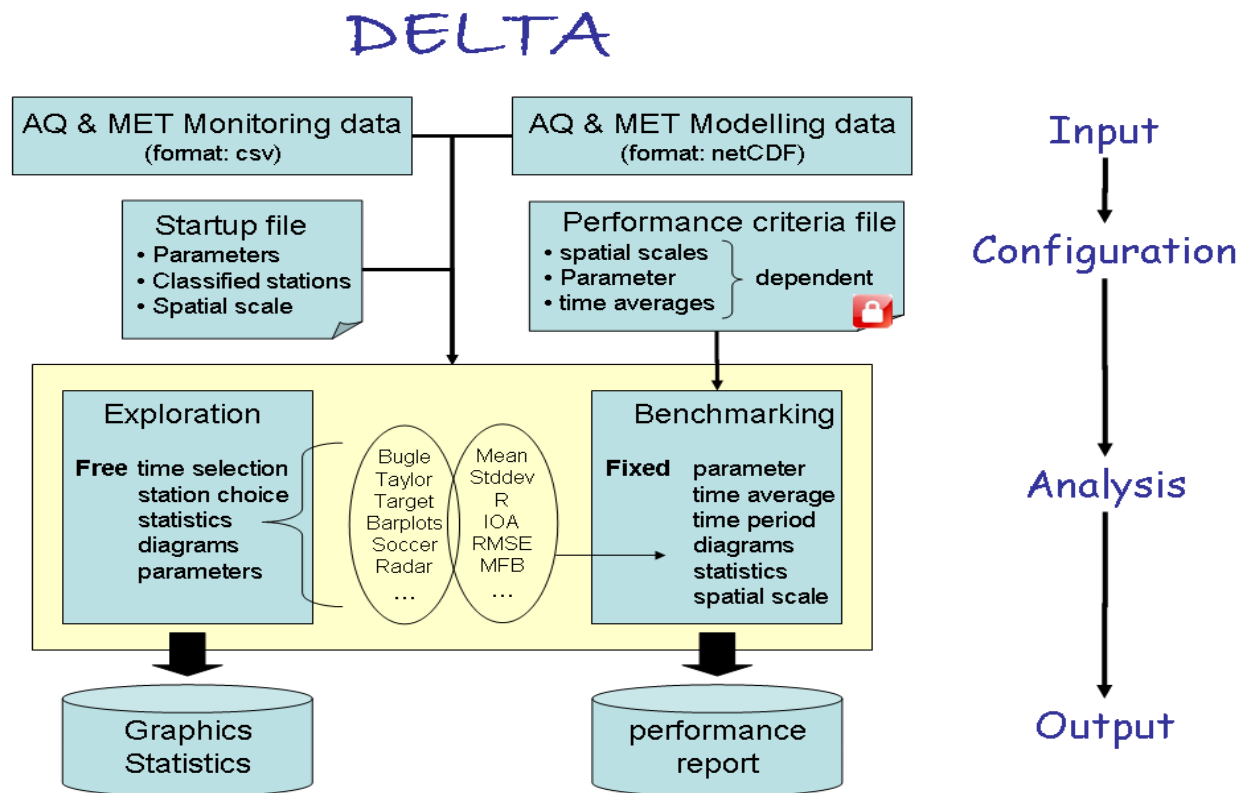 DELTA
AQ & MET Monitoring data
(format: csv)
AQ & MET Modelling data
(format: netCDF)
Startup file
• Parameters
• Classified stations
• Spatial scale
Performance criteria file
• spatial scales
• Parameter
• time averages
dependent
Exploration
Free time selection
station choice
statistics
diagrams
parameters
Bugle
Taylor
Target
Barplots
Soccer
Radar
...
Mean
Stddev
R
IOA
RMSE
MFB
...
Benchmarking
Fixed parameter
time average
time period
diagrams
statistics
spatial scale
Graphics
Statistics
performance
report
Input
Configuration
Analysis
Output